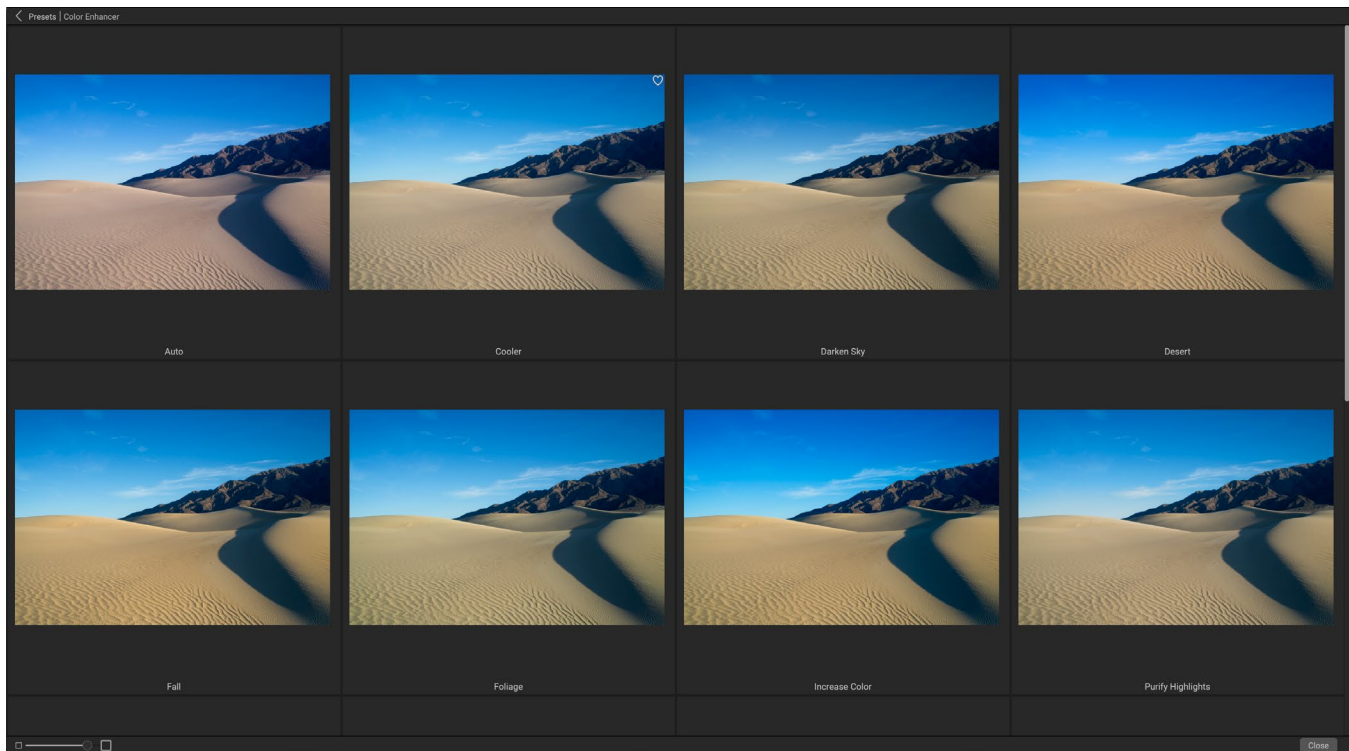 Presets | Color Enhancer
Auto
Cooler
Darken Sky
Desert
Fall
Foliage
Increase Color
Purify Highlights
Close